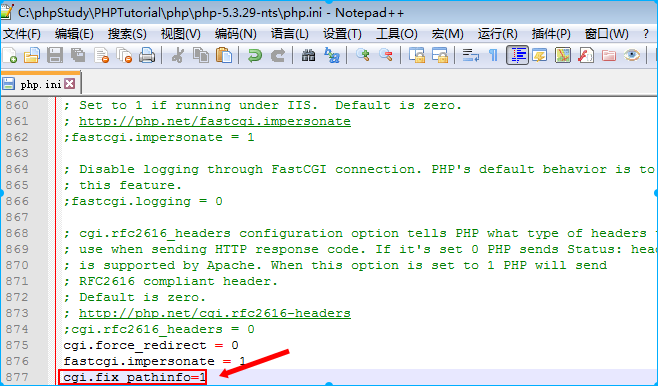 C:\phpStudy\PHPTutorial\php\php-5.3.29-nts\php.ini - Notepad++
文件(F) 编辑(E) 搜索(S) 视图(V) 编码(N) 语言(L) 设置(T) 工具(O) 宏(M) 运行(R) 插件(P) 窗口(W) ?
php.ini
860 ; Set to 1 if running under IIS.  Default is zero.
861 ; http://php.net/fastcgi.impersonate
862 ;fastcgi.impersonate = 1
863
864 ; Disable logging through FastCGI connection. PHP's default behavior is to
865 ; this feature.
866 ;fastcgi.logging = 0
867
868 ; cgi.rfc2616_headers configuration option tells PHP what type of headers
869 ; use when sending HTTP response code. If it's set 0 PHP sends Status: hea
870 ; is supported by Apache. When this option is set to 1 PHP will send
871 ; RFC2616 compliant header.
872 ; Default is zero.
873 ; http://php.net/cgi.rfc2616-headers
874 ;cgi.rfc2616_headers = 0
875 cgi.force_redirect = 0
876 fastcgi.impersonate = 1
877 cgi.fix_pathinfo=1